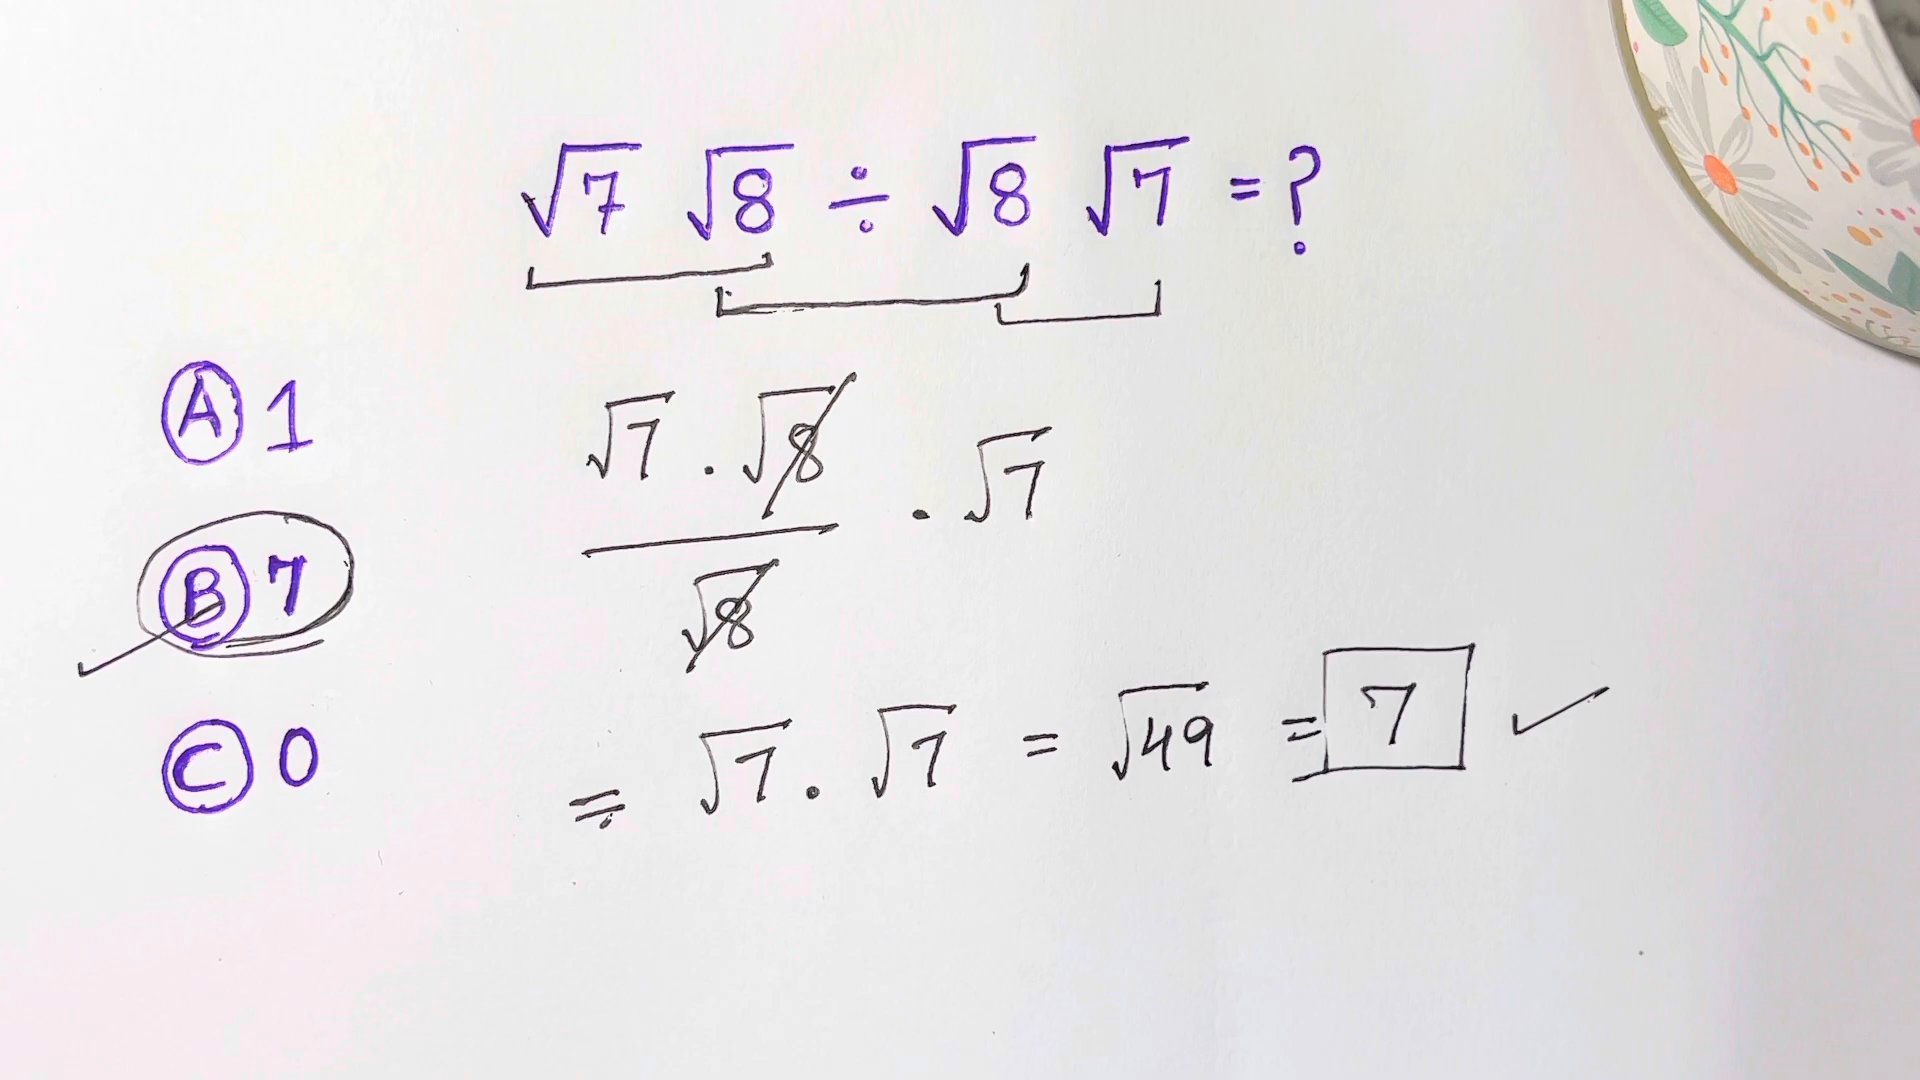 √7 √8 ÷ √8 √7 = ?
Ⓐ 1
√7 . √8 / √8 . √7
Ⓑ 7
= √7 . √7 = √49 = 7 ✓
Ⓒ 0